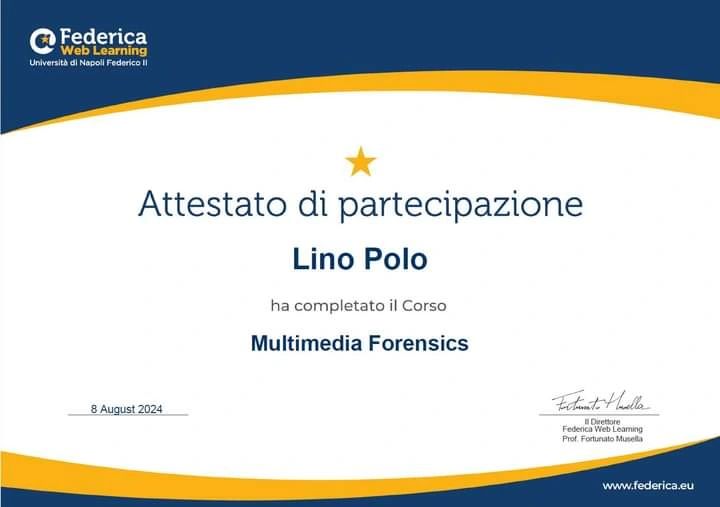 Federica
Web Learning
Università di Napoli Federico II
Attestato di partecipazione
Lino Polo
ha completato il Corso
Multimedia Forensics
8 August 2024
Fortunato Musella
Il Direttore
Federica Web Learning
Prof. Fortunato Musella
www.federica.eu